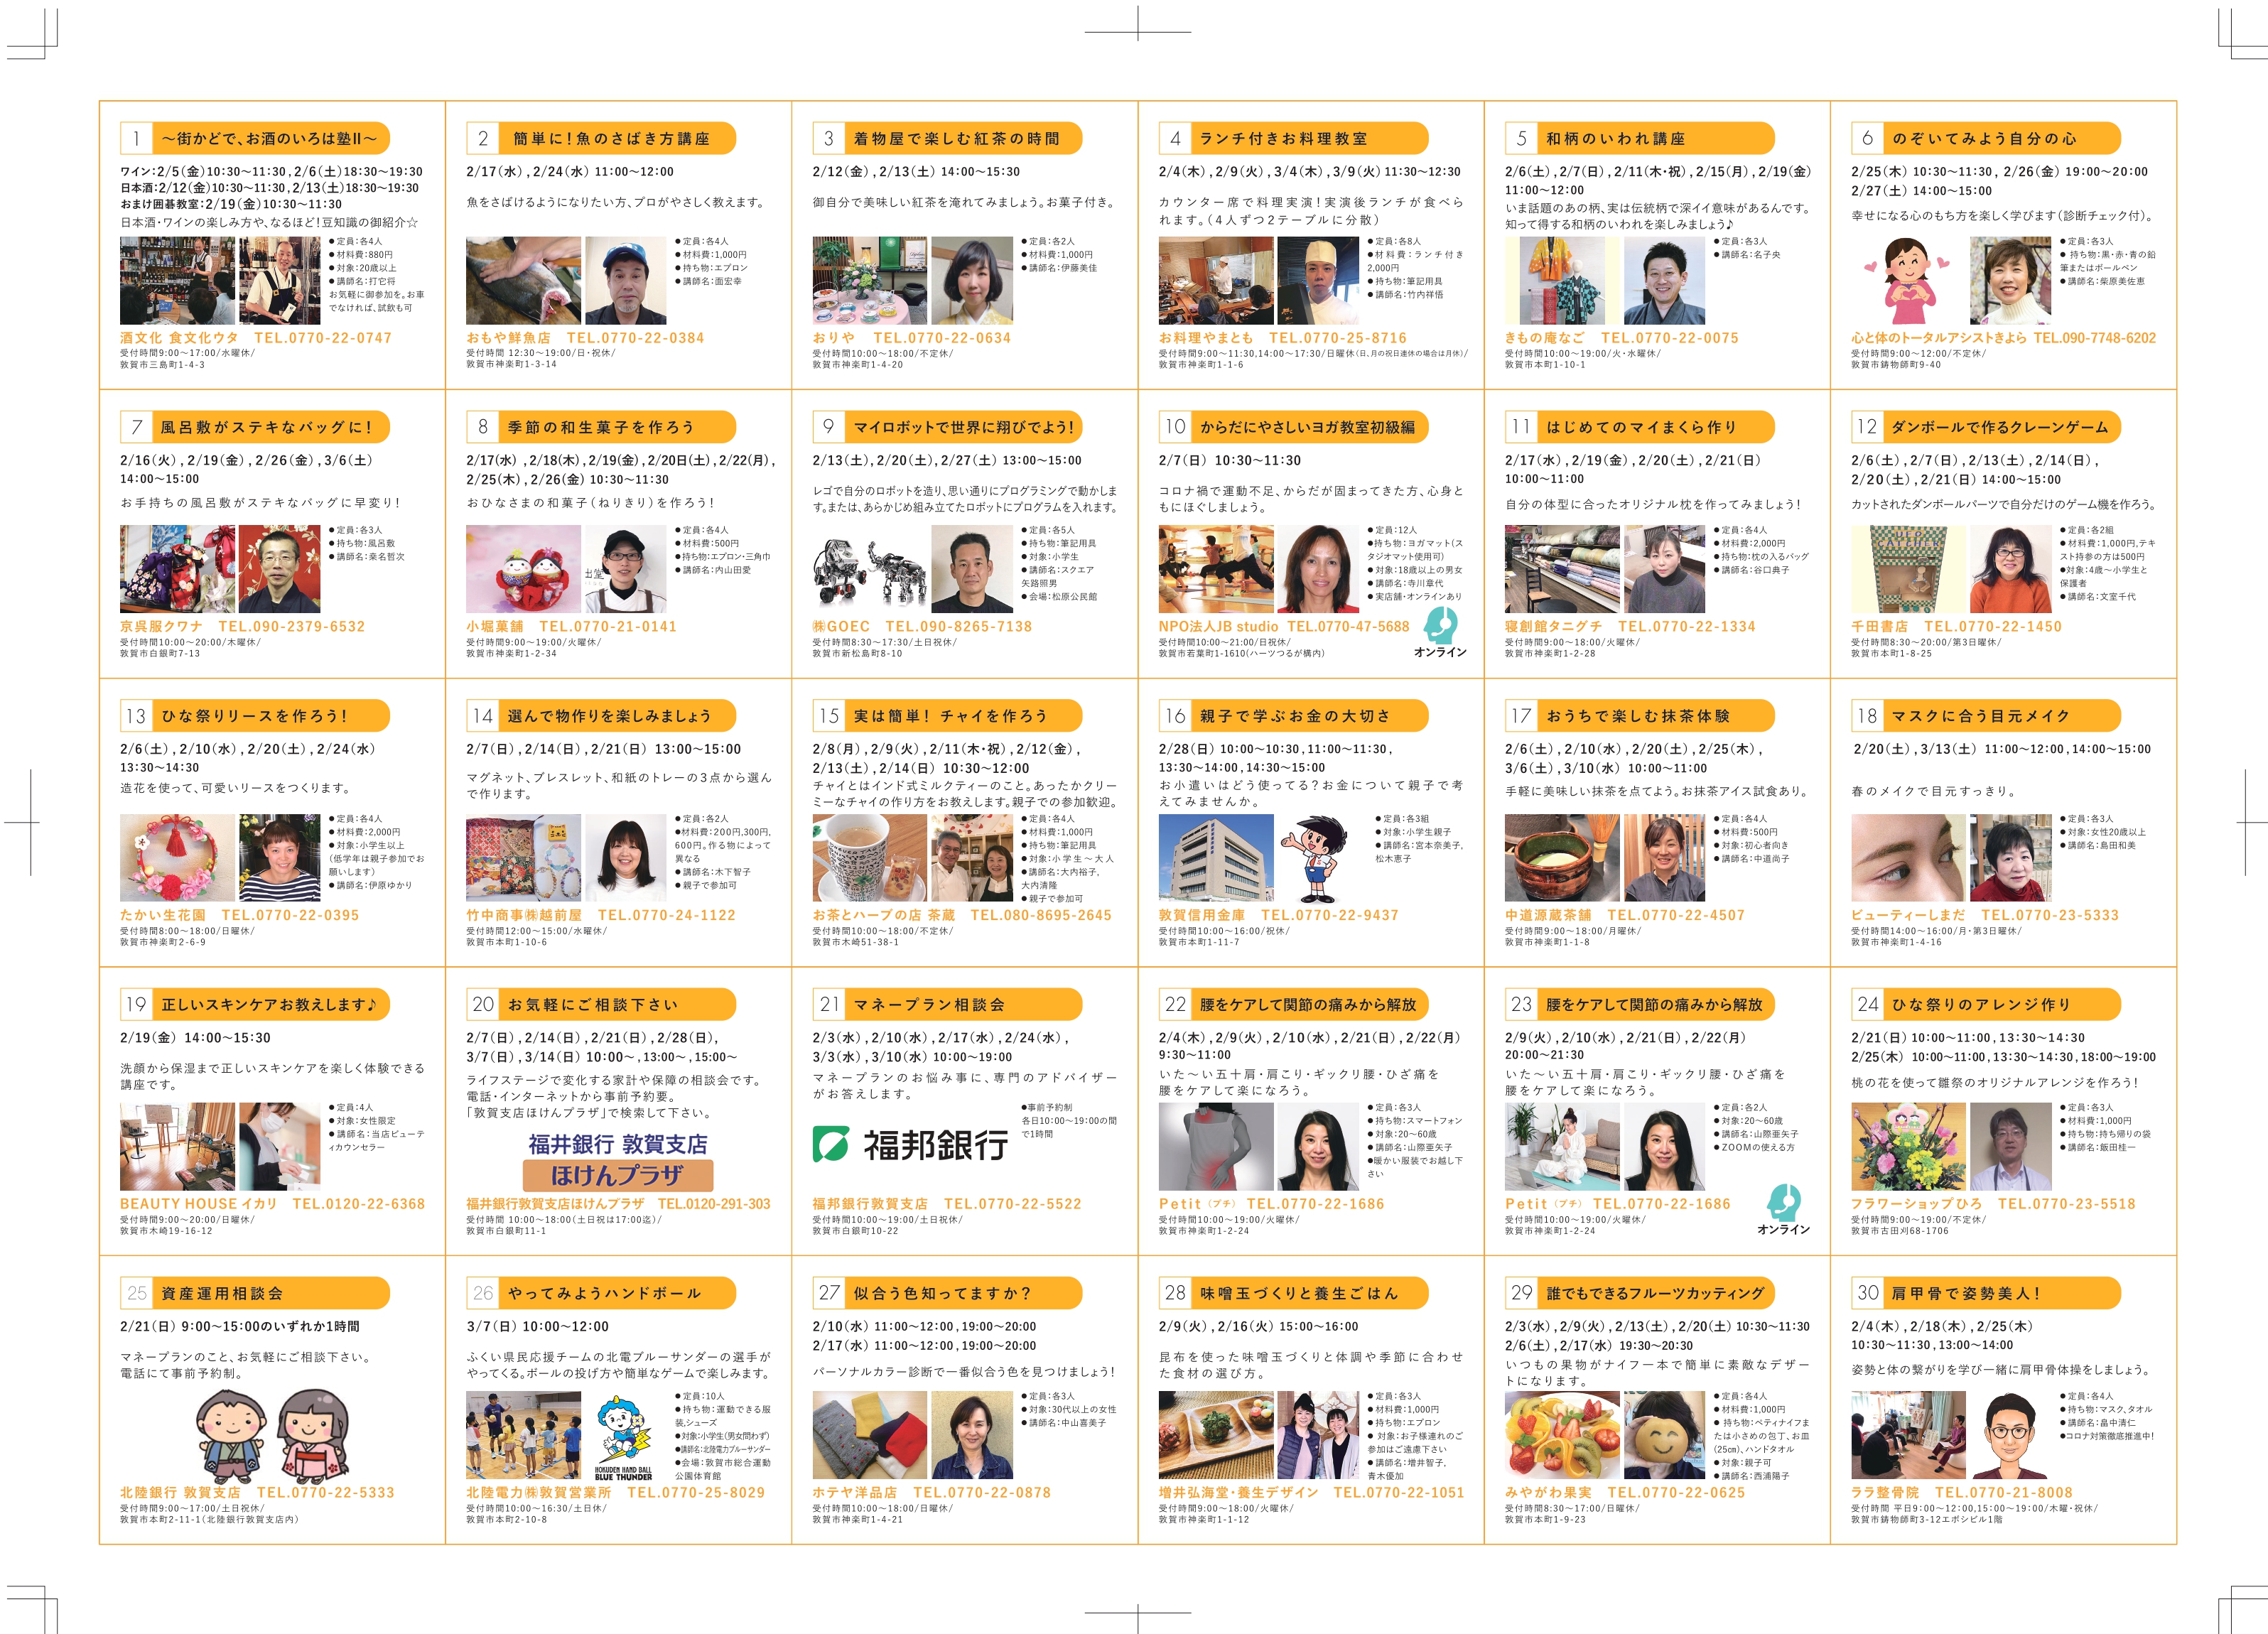 1 ～街かどで、お酒のいろは塾Ⅱ～
ワイン：2/5(金)10:30～11:30，2/6(土)18:30～19:30
日本酒：2/12(金)10:30～11:30，2/13(土)18:30～19:30
おまけ囲碁教室：2/19(金)10:30～11:30
日本酒・ワインの楽しみ方や、なるほど！豆知識の御紹介☆
●定員：各4人
●材料費：880円
●対象：20歳以上
●講師名：打它将
お気軽に御参加を。お車
でなければ、試飲も可
酒文化 食文化ウタ TEL.0770-22-0747
受付時間9:00～17:00/水曜休/
敦賀市三島町1-4-3
2 簡単に！魚のさばき方講座
2/17(水)，2/24(水) 11:00～12:00
魚をさばけるようになりたい方、プロがやさしく教えます。
●定員：各4人
●材料費：1,000円
●持ち物：エプロン
●講師名：面宏幸
おもや鮮魚店 TEL.0770-22-0384
受付時間 12:30～19:00/日・祝休/
敦賀市神楽町1-3-14
3 着物屋で楽しむ紅茶の時間
2/12(金)，2/13(土) 14:00～15:30
御自分で美味しい紅茶を淹れてみましょう。お菓子付き。
●定員：各2人
●材料費：1,000円
●講師名：伊藤美佳
おりや TEL.0770-22-0634
受付時間10:00～18:00/不定休/
敦賀市神楽町1-4-20
4 ランチ付きお料理教室
2/4(木)，2/9(火)，3/4(木)，3/9(火) 11:30～12:30
カウンター席で料理実演！実演後ランチが食べら
れます。（4人ずつ2テーブルに分散）
●定員：各8人
●材料費：ランチ付き
2,000円
●持ち物：筆記用具
●講師名：竹内祥悟
お料理やまとも TEL.0770-25-8716
受付時間9:00～11:30,14:00～17:30/日曜休（日、月の祝日連休の場合は月休）/
敦賀市神楽町1-1-6
5 和柄のいわれ講座
2/6(土)，2/7(日)，2/11(木・祝)，2/15(月)，2/19(金)
11:00～12:00
いま話題のあの柄、実は伝統柄で深イイ意味があるんです。
知って得する和柄のいわれを楽しみましょう♪
●定員：各3人
●講師名：名子央
きもの庵なご TEL.0770-22-0075
受付時間10:00～19:00/火・水曜休/
敦賀市本町1-10-1
6 のぞいてみよう自分の心
2/25(木) 10:30～11:30，2/26(金) 19:00～20:00
2/27(土) 14:00～15:00
幸せになる心のもち方を楽しく学びます（診断チェック付）。
●定員：各3人
●持ち物：黒・赤・青の鉛
筆またはボールペン
●講師名：柴原美佐恵
心と体のトータルアシストきよら TEL.090-7748-6202
受付時間9:00～12:00/不定休/
敦賀市鋳物師町9-40
7 風呂敷がステキなバッグに！
2/16(火)，2/19(金)，2/26(金)，3/6(土)
14:00～15:00
お手持ちの風呂敷がステキなバッグに早変り！
●定員：各3人
●持ち物：風呂敷
●講師名：桒名哲次
京呉服クワナ TEL.090-2379-6532
受付時間10:00～20:00/木曜休/
敦賀市白銀町7-13
8 季節の和生菓子を作ろう
2/17(水)，2/18(木)，2/19(金)，2/20日(土)，2/22(月)，
2/25(木)，2/26(金) 10:30～11:30
おひなさまの和菓子（ねりきり）を作ろう！
●定員：各4人
●材料費：500円
●持ち物：エプロン・三角巾
●講師名：内山田愛
小堀菓舗 TEL.0770-21-0141
受付時間9:00～19:00/火曜休/
敦賀市神楽町1-2-34
9 マイロボットで世界に翔びでよう！
2/13(土)，2/20(土)，2/27(土) 13:00～15:00
レゴで自分のロボットを造り、思い通りにプログラミングで動かしま
す。または、あらかじめ組み立てたロボットにプログラムを入れます。
●定員：各5人
●持ち物：筆記用具
●対象：小学生
●講師名：スクエア
矢路照男
●会場：松原公民館
㈱GOEC TEL.090-8265-7138
受付時間8:30～17:30/土日祝休/
敦賀市新松島町8-10
10 からだにやさしいヨガ教室初級編
2/7(日) 10:30～11:30
コロナ禍で運動不足、からだが固まってきた方、心身と
もにほぐしましょう。
●定員：12人
●持ち物：ヨガマット（ス
タジオマット使用可）
●対象：18歳以上の男女
●講師名：寺川章代
●実店舗・オンラインあり
NPO法人JB studio TEL.0770-47-5688
受付時間10:00～21:00/日祝休/
敦賀市若葉町1-1610（ハーツつるが構内）
オンライン
11 はじめてのマイまくら作り
2/17(水)，2/19(金)，2/20(土)，2/21(日)
10:00～11:00
自分の体型に合ったオリジナル枕を作ってみましょう！
●定員：各4人
●材料費：2,000円
●持ち物：枕の入るバッグ
●講師名：谷口典子
寝創館タニグチ TEL.0770-22-1334
受付時間9:00～18:00/火曜休/
敦賀市神楽町1-2-28
12 ダンボールで作るクレーンゲーム
2/6(土)，2/7(日)，2/13(土)，2/14(日)，
2/20(土)，2/21(日) 14:00～15:00
カットされたダンボールパーツで自分だけのゲーム機を作ろう。
●定員：各2組
●材料費：1,000円,テキ
スト持参の方は500円
●対象：4歳～小学生と
保護者
●講師名：文室千代
千田書店 TEL.0770-22-1450
受付時間8:30～20:00/第3日曜休/
敦賀市本町1-8-25
13 ひな祭りリースを作ろう！
2/6(土)，2/10(水)，2/20(土)，2/24(水)
13:30～14:30
造花を使って、可愛いリースをつくります。
●定員：各4人
●材料費：2,000円
●対象：小学生以上
（低学年は親子参加でお
願いします）
●講師名：伊原ゆかり
たかい生花園 TEL.0770-22-0395
受付時間8:00～18:00/日曜休/
敦賀市神楽町2-6-9
14 選んで物作りを楽しみましょう
2/7(日)，2/14(日)，2/21(日) 13:00～15:00
マグネット、ブレスレット、和紙のトレーの3点から選ん
で作ります。
●定員：各2人
●材料費：200円,300円,
600円。作る物によって
異なる
●講師名：木下智子
●親子で参加可
竹中商事㈱越前屋 TEL.0770-24-1122
受付時間12:00～15:00/水曜休/
敦賀市本町1-10-6
15 実は簡単！ チャイを作ろう
2/8(月)，2/9(火)，2/11(木・祝)，2/12(金)，
2/13(土)，2/14(日) 10:30～12:00
チャイとはインド式ミルクティーのこと。あったかクリー
ミーなチャイの作り方をお教えします。親子での参加歓迎。
●定員：各4人
●材料費：1,000円
●持ち物：筆記用具
●対象：小学生～大人
●講師名：大内裕子,
大内清隆
●親子で参加可
お茶とハーブの店 茶蔵 TEL.080-8695-2645
受付時間10:00～18:00/不定休/
敦賀市木崎51-38-1
16 親子で学ぶお金の大切さ
2/28(日) 10:00～10:30，11:00～11:30，
13:30～14:00，14:30～15:00
お小遣いはどう使ってる？お金について親子で考
えてみませんか。
●定員：各3組
●対象：小学生親子
●講師名：宮本奈美子,
松木恵子
敦賀信用金庫 TEL.0770-22-9437
受付時間10:00～16:00/祝休/
敦賀市本町1-11-7
17 おうちで楽しむ抹茶体験
2/6(土)，2/10(水)，2/20(土)，2/25(木)，
3/6(土)，3/10(水) 10:00～11:00
手軽に美味しい抹茶を点てよう。お抹茶アイス試食あり。
●定員：各4人
●材料費：500円
●対象：初心者向き
●講師名：中道尚子
中道源蔵茶舗 TEL.0770-22-4507
受付時間9:00～18:00/月曜休/
敦賀市神楽町1-1-8
18 マスクに合う目元メイク
2/20(土)，3/13(土) 11:00～12:00，14:00～15:00
春のメイクで目元すっきり。
●定員：各3人
●対象：女性20歳以上
●講師名：島田和美
ビューティーしまだ TEL.0770-23-5333
受付時間14:00～16:00/月・第3日曜休/
敦賀市神楽町1-4-16
19 正しいスキンケアお教えします♪
2/19(金) 14:00～15:30
洗顔から保湿まで正しいスキンケアを楽しく体験できる
講座です。
●定員：4人
●対象：女性限定
●講師名：当店ビューテ
ィカウンセラー
BEAUTY HOUSE イカリ TEL.0120-22-6368
受付時間9:00～20:00/日曜休/
敦賀市木崎19-16-12
20 お気軽にご相談下さい
2/7(日)，2/14(日)，2/21(日)，2/28(日)，
3/7(日)，3/14(日) 10:00～，13:00～，15:00～
ライフステージで変化する家計や保障の相談会です。
電話・インターネットから事前予約要。
「敦賀支店ほけんプラザ」で検索して下さい。
福井銀行 敦賀支店
ほけんプラザ
福井銀行敦賀支店ほけんプラザ TEL.0120-291-303
受付時間 10:00～18:00（土日祝は17:00迄）/
敦賀市白銀町11-1
21 マネープラン相談会
2/3(水)，2/10(水)，2/17(水)，2/24(水)，
3/3(水)，3/10(水) 10:00～19:00
マネープランのお悩み事に、専門のアドバイザー
がお答えします。
●事前予約制
各日10:00～19:00の間
で1時間
福邦銀行
福邦銀行敦賀支店 TEL.0770-22-5522
受付時間10:00～19:00/土日祝休/
敦賀市白銀町10-22
22 腰をケアして関節の痛みから解放
2/4(木)，2/9(火)，2/10(水)，2/21(日)，2/22(月)
9:30～11:00
いた～い五十肩・肩こり・ギックリ腰・ひざ痛を
腰をケアして楽になろう。
●定員：各3人
●持ち物：スマートフォン
●対象：20～60歳
●講師名：山際亜矢子
●暖かい服装でお越し下
さい
Petit（プチ） TEL.0770-22-1686
受付時間10:00～19:00/火曜休/
敦賀市神楽町1-2-24
23 腰をケアして関節の痛みから解放
2/9(火)，2/10(水)，2/21(日)，2/22(月)
20:00～21:30
いた～い五十肩・肩こり・ギックリ腰・ひざ痛を
腰をケアして楽になろう。
●定員：各2人
●対象：20～60歳
●講師名：山際亜矢子
●ZOOMの使える方
Petit（プチ） TEL.0770-22-1686
受付時間10:00～19:00/火曜休/
敦賀市神楽町1-2-24
オンライン
24 ひな祭りのアレンジ作り
2/21(日) 10:00～11:00，13:30～14:30
2/25(木) 10:00～11:00，13:30～14:30，18:00～19:00
桃の花を使って雛祭のオリジナルアレンジを作ろう！
●定員：各3人
●材料費：1,000円
●持ち物：持ち帰りの袋
●講師名：飯田桂一
フラワーショップひろ TEL.0770-23-5518
受付時間9:00～19:00/不定休/
敦賀市古田刈68-1706
25 資産運用相談会
2/21(日) 9:00～15:00のいずれか1時間
マネープランのこと、お気軽にご相談下さい。
電話にて事前予約制。
北陸銀行 敦賀支店 TEL.0770-22-5333
受付時間9:00～17:00/土日祝休/
敦賀市本町2-11-1（北陸銀行敦賀支店内）
26 やってみようハンドボール
3/7(日) 10:00～12:00
ふくい県民応援チームの北電ブルーサンダーの選手が
やってくる。ボールの投げ方や簡単なゲームで楽しみます。
●定員：10人
●持ち物：運動できる服
装,シューズ
●対象：小学生（男女問わず）
●講師名：北陸電力ブルーサンダー
●会場：敦賀市総合運動
公園体育館
HOKUDEN HAND BALL
BLUE THUNDER
北陸電力㈱敦賀営業所 TEL.0770-25-8029
受付時間10:00～16:30/土日休/
敦賀市本町2-10-8
27 似合う色知ってますか？
2/10(水) 11:00～12:00，19:00～20:00
2/17(水) 11:00～12:00，19:00～20:00
パーソナルカラー診断で一番似合う色を見つけましょう！
●定員：各3人
●対象：30代以上の女性
●講師名：中山喜美子
ホテヤ洋品店 TEL.0770-22-0878
受付時間10:00～18:00/日曜休/
敦賀市神楽町1-4-21
28 味噌玉づくりと養生ごはん
2/9(火)，2/16(火) 15:00～16:00
昆布を使った味噌玉づくりと体調や季節に合わせ
た食材の選び方。
●定員：各3人
●材料費：1,000円
●持ち物：エプロン
●対象：お子様連れのご
参加はご遠慮下さい
●講師名：増井智子,
青木優加
増井弘海堂・養生デザイン TEL.0770-22-1051
受付時間9:00～18:00/火曜休/
敦賀市神楽町1-1-12
29 誰でもできるフルーツカッティング
2/3(水)，2/9(火)，2/13(土)，2/20(土) 10:30～11:30
2/6(土)，2/17(水) 19:30～20:30
いつもの果物がナイフ一本で簡単に素敵なデザー
トになります。
●定員：各4人
●材料費：1,000円
●持ち物：ペティナイフま
たは小さめの包丁、お皿
(25cm)、ハンドタオル
●対象：親子可
●講師名：西浦陽子
みやがわ果実 TEL.0770-22-0625
受付時間8:30～17:00/日曜休/
敦賀市本町1-9-23
30 肩甲骨で姿勢美人！
2/4(木)，2/18(木)，2/25(木)
10:30～11:30，13:00～14:00
姿勢と体の繋がりを学び一緒に肩甲骨体操をしましょう。
●定員：各4人
●持ち物：マスク、タオル
●講師名：畠中清仁
●コロナ対策徹底推進中！
ララ整骨院 TEL.0770-21-8008
受付時間 平日9:00～12:00,15:00～19:00/木曜・祝休/
敦賀市鋳物師町3-12エポシビル1階